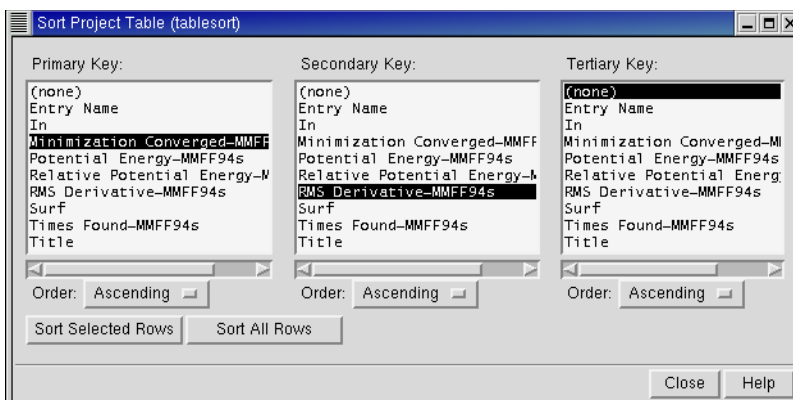 Sort Project Table (tablesort)
Primary Key:
(none)
Entry Name
In
Minimization Converged-MMFF
Potential Energy-MMFF94s
Relative Potential Energy-M
RMS Derivative-MMFF94s
Surf
Times Found-MMFF94s
Title
Order: Ascending
Secondary Key:
(none)
Entry Name
In
Minimization Converged-MMFF
Potential Energy-MMFF94s
Relative Potential Energy-M
RMS Derivative-MMFF94s
Surf
Times Found-MMFF94s
Title
Order: Ascending
Tertiary Key:
(none)
Entry Name
In
Minimization Converged-MM
Potential Energy-MMFF94s
Relative Potential Energ
RMS Derivative-MMFF94s
Surf
Times Found-MMFF94s
Title
Order: Ascending
Sort Selected Rows
Sort All Rows
Close
Help